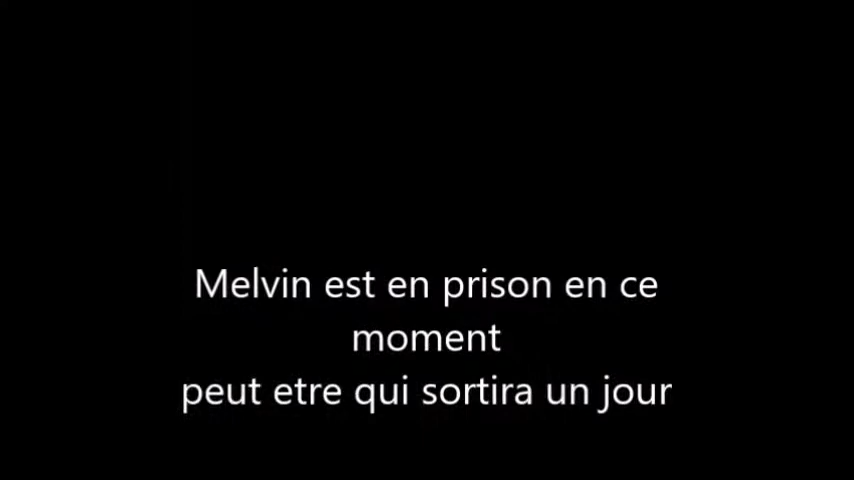 Melvin est en prison en ce
moment
peut etre qui sortira un jour